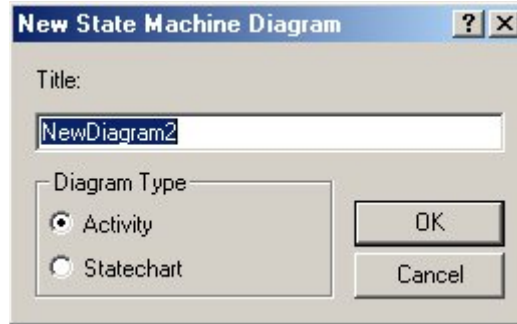 New State Machine Diagram
Title:
NewDiagram2
Diagram Type
Activity
Statechart
OK
Cancel